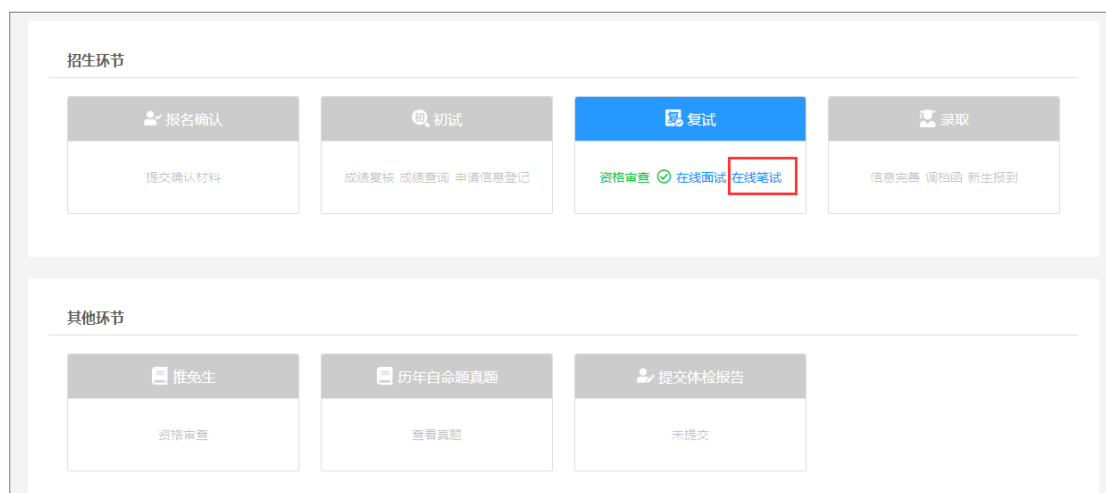 招生环节
报名确认
初试
复试
录取
提交确认材料
成绩复核 成绩查询 申请信息登记
资格审查 在线面试 在线笔试
信息完善 调档函 新生报到
其他环节
推免生
历年自命题真题
提交体检报告
资格审查
查看真题
未提交